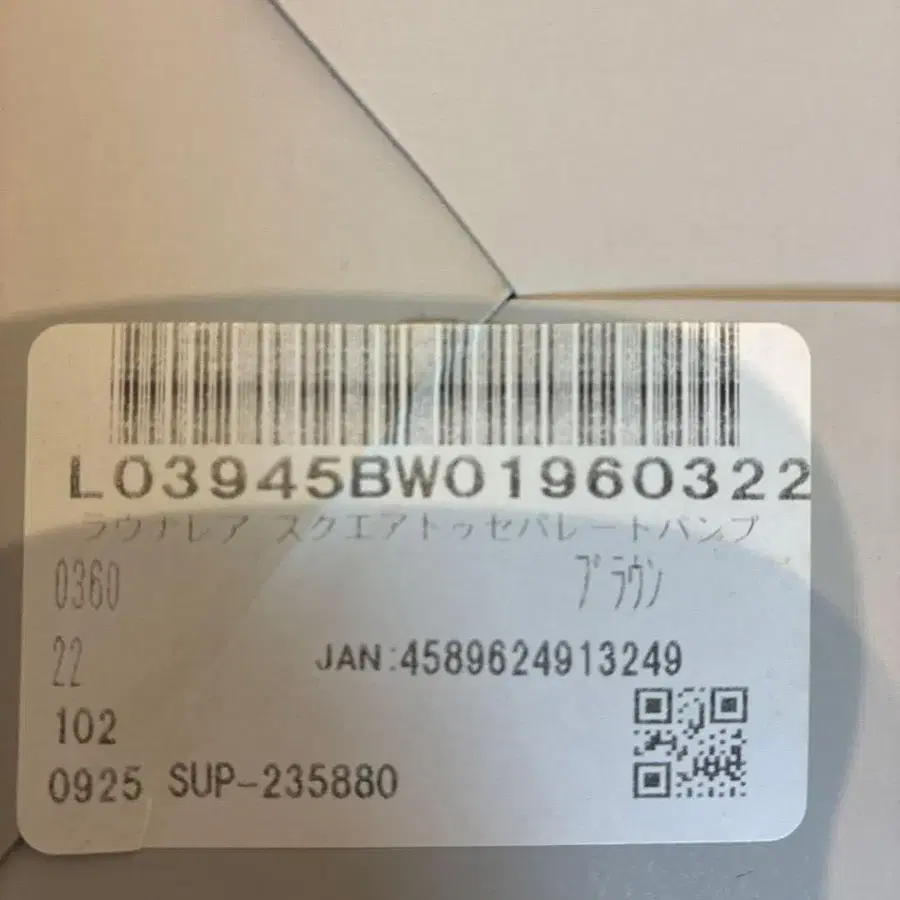 L03945BW01960322
ラウナレア スクエアトゥセパレートパンプ
0360 ブラウン
22 JAN:4589624913249
102
0925 SUP-235880